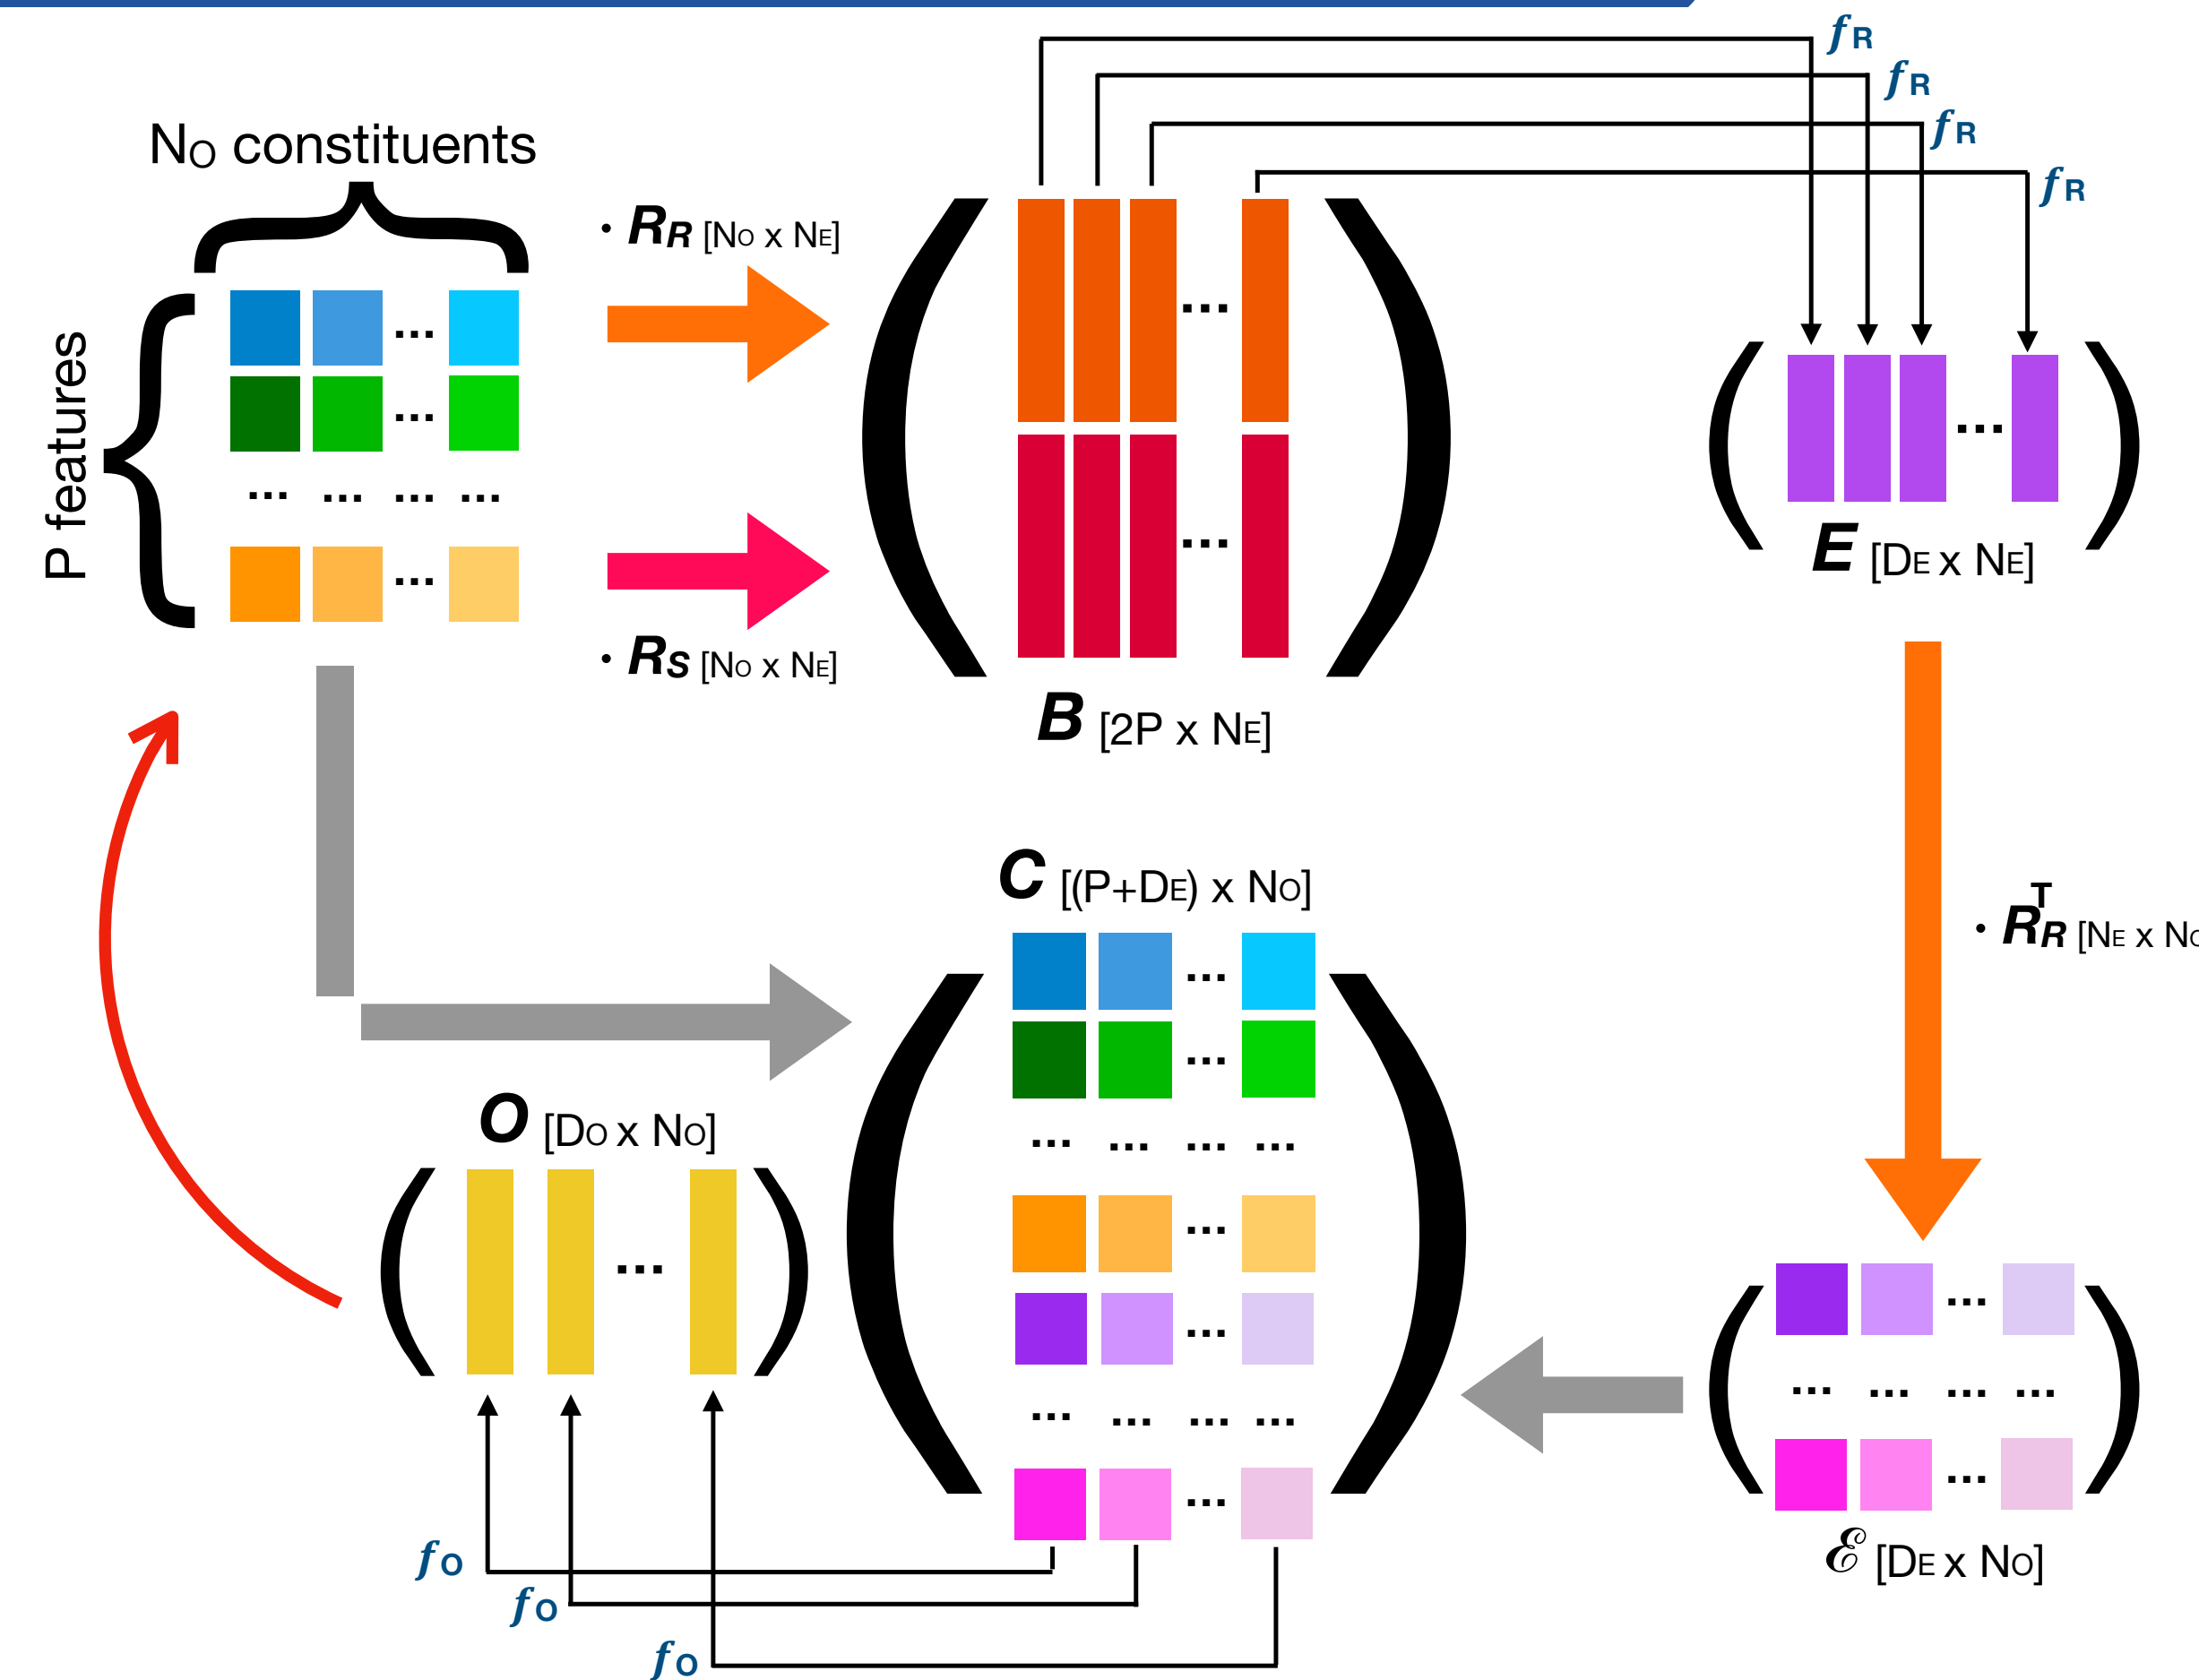 fR
fR
fR
fR
NO constituents
P features
· RR [NO x NE]
...
...
... ... ... ...
...
· RS [NO x NE]
...
...
B [2P x NE]
...
E [DE x NE]
· RTR [NE x NO
C [(P+DE) x NO]
...
...
... ... ... ...
...
...
... ... ... ...
...
O [DO x NO]
...
...
... ... ... ...
...
ℰ [DE x NO]
fO
fO
fO